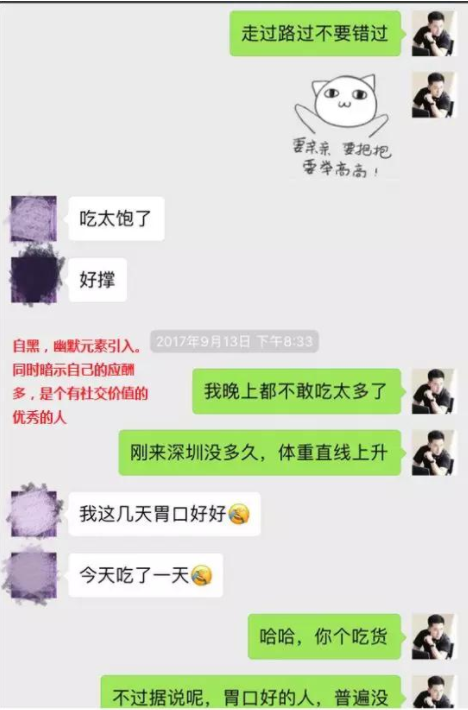 走过路过不要错过
要亲亲 要抱抱
要举高高！
吃太饱了
好撑
2017年9月13日 下午8:33
自黑，幽默元素引入。
同时暗示自己的应酬
多，是个有社交价值的
优秀的人
我晚上都不敢吃太多了
刚来深圳没多久，体重直线上升
我这几天胃口好好
今天吃了一天
哈哈，你个吃货
不过据说呢，胃口好的人，普遍没